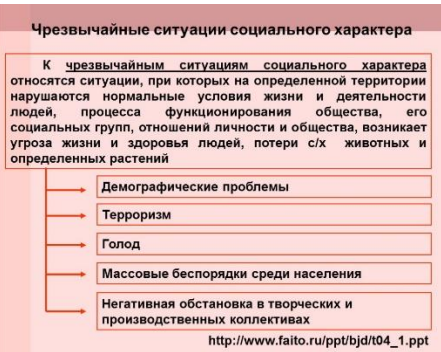 Чрезвычайные ситуации социального характера
К чрезвычайным ситуациям социального характера
относятся ситуации, при которых на определенной территории
нарушаются нормальные условия жизни и деятельности
людей, процесса функционирования общества, его
социальных групп, отношений личности и общества, возникает
угроза жизни и здоровья людей, потери с/х животных и
определенных растений
Демографические проблемы
Терроризм
Голод
Массовые беспорядки среди населения
Негативная обстановка в творческих и
производственных коллективах
http://www.faito.ru/ppt/bjd/t04_1.ppt